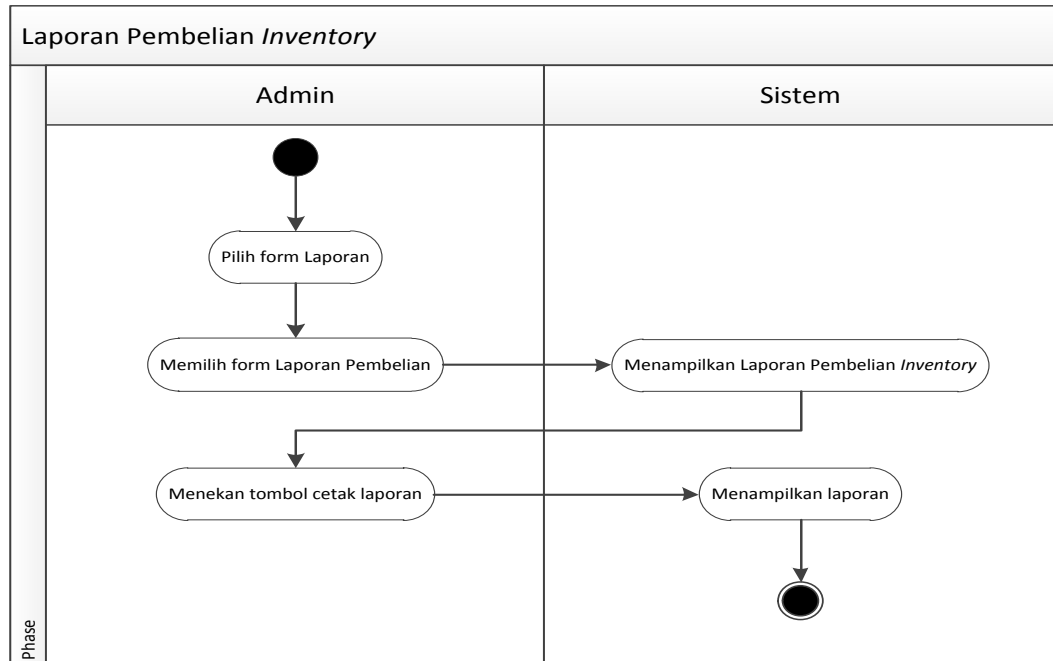 Laporan Pembelian Inventory
Admin
Sistem
Pilih form Laporan
Memilih form Laporan Pembelian
Menampilkan Laporan Pembelian Inventory
Menekan tombol cetak laporan
Menampilkan laporan
Phase